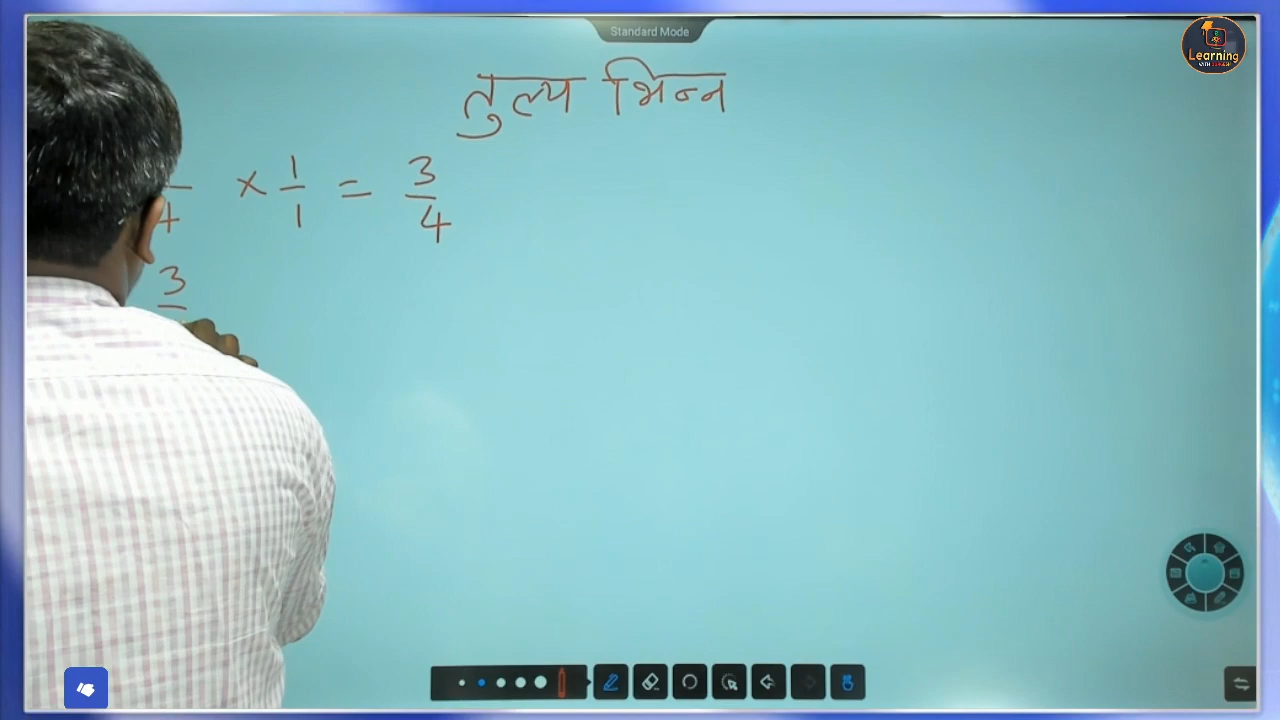 Standard Mode
Learning
तुल्य भिन्न
× 1/1 = 3/4
3